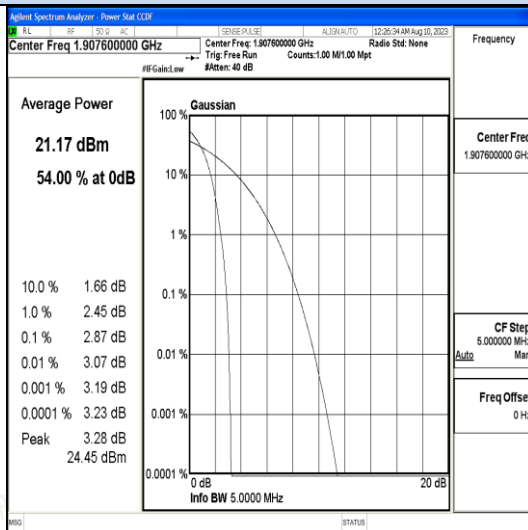 Agilent Spectrum Analyzer - Power Stat CCDF
RL RF 50 Ω AC SENSE:PULSE ALIGNAUTO 12:26:34 AM Aug 10, 2023
Center Freq 1.907600000 GHz
Center Freq: 1.907600000 GHz Radio Std: None
Trig: Free Run Counts:1.00 M/1.00 Mpt
#IFGain:Low #Atten: 40 dB
Frequency
Average Power
21.17 dBm
54.00 % at 0dB
10.0 % 1.66 dB
1.0 % 2.45 dB
0.1 % 2.87 dB
0.01 % 3.07 dB
0.001 % 3.19 dB
0.0001 % 3.23 dB
Peak 3.28 dB
24.45 dBm
Gaussian
100 %
10 %
1 %
0.1 %
0.01 %
0.001 %
0.0001 %
0 dB 20 dB
Info BW 5.0000 MHz
Center Freq
1.907600000 GHz
CF Step
5.000000 MHz
Auto Man
Freq Offse
0 Hz
MSG STATUS